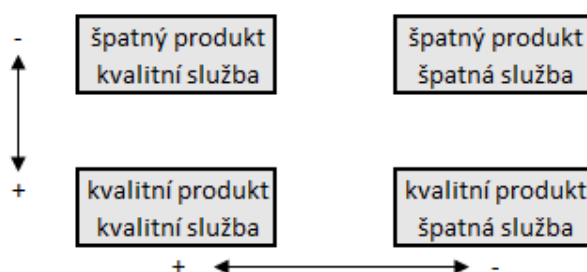 -
špatný produkt
kvalitní služba
špatný produkt
špatná služba
+
kvalitní produkt
kvalitní služba
kvalitní produkt
špatná služba
+
-